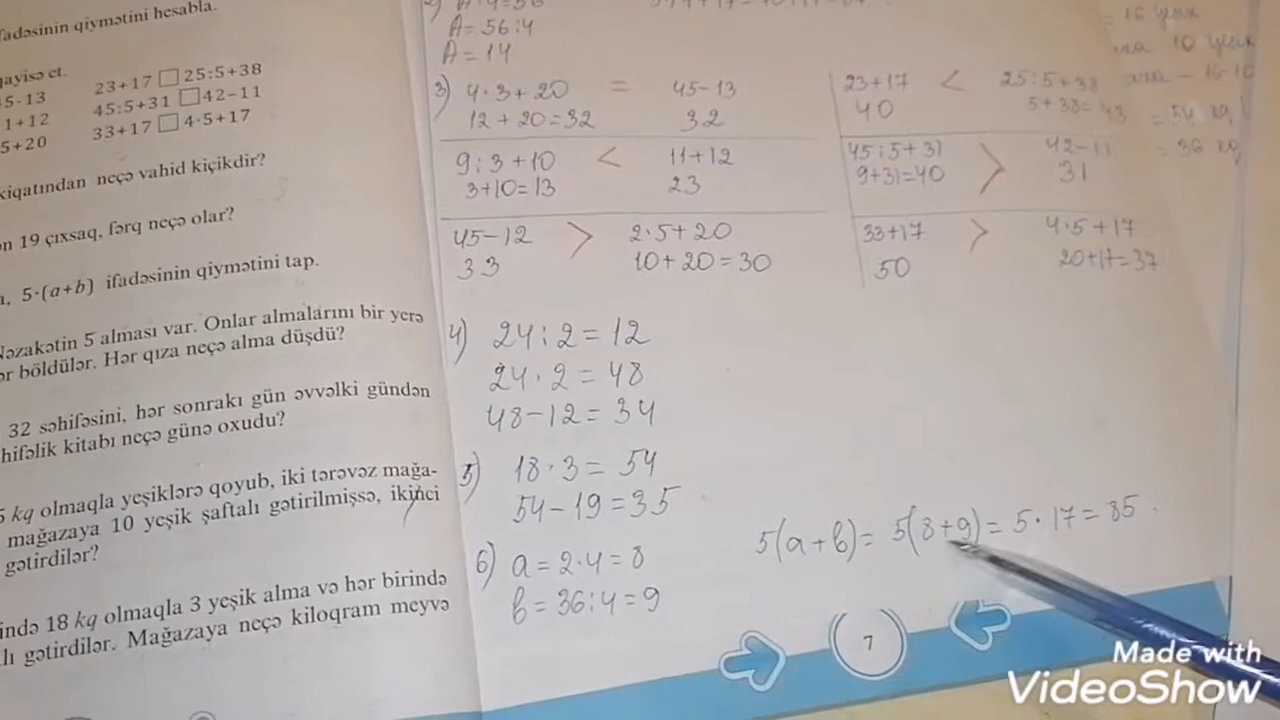 fadəsinin qiymətini hesabla.
qayisə et.
45-13
23+17 □ 25:5+38
11+12
45:5+31 □ 42-11
5+20
33+17 □ 4·5+17
neçə vahid kiçikdir?
19 çıxsaq, fərq neçə olar?
5·(a+b) ifadəsinin qiymətini tap.
Nəzakətin 5 alması var. Onlar almalarını bir yerə
böldülər. Hər qıza neçə alma düşdü?
32 səhifəsini, hər sonrakı gün əvvəlki gündən
kitabı neçə günə oxudu?
kq olmaqla yeşiklərə qoyub, iki tərəvəz mağa-
mağazaya 10 yeşik şaftalı gətirilmişsə, ikinci
gətirdilər?
18 kq olmaqla 3 yeşik alma və hər birində
gətirdilər. Mağazaya neçə kiloqram meyvə
A=56:4
A=14
3) 4·3+20 = 45-13
12+20=32 32
9:3+10 < 11+12
3+10=13 23
45-12 > 2·5+20
33 10+20=30
23+17 < 25:5+38
40 5+38=43
45:5+31 > 42-11
9+31=40 31
33+17 > 4·5+17
50 20+17=37
4) 24:2=12
24·2=48
48-12=34
5) 18·3=54
54-19=35
6) a=2·4=8
b=36:4=9
5(a+b)=5(8+9)=5·17=85
7
Made with
VideoShow